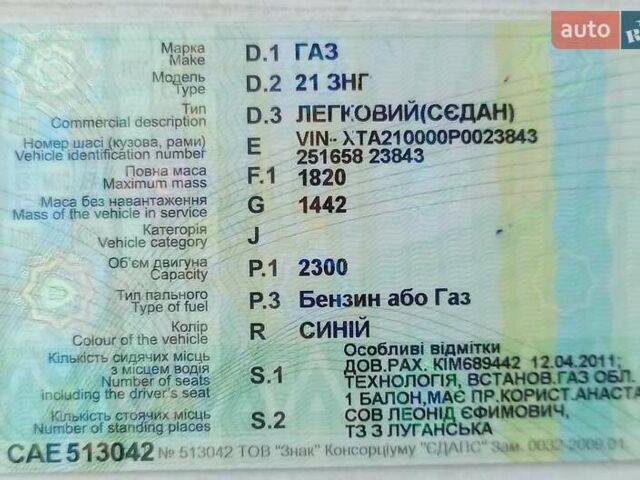 auto R
Марка D.1 ГАЗ
Make
Модель D.2 21 ЗНГ
Type
Тип D.3 ЛЕГКОВИЙ(СЄДАН)
Commercial description
Номер шасі (кузова, рами) E VIN- XTA210000P0023843
Vehicle identification number 251658 23843
Повна маса F.1 1820
Maximum mass
Маса без навантаження G 1442
Mass of the vehicle in service
Категорія J
Vehicle category
Об'єм двигуна P.1 2300
Capacity
Тип пального P.3 Бензин або Газ
Type of fuel
Колір R СИНІЙ
Colour of the vehicle
Особливі відмітки
Кількість сидячих місць S.1 ДОВ.РАХ. КІМ689442 12.04.2011;
з місцем водія ТЕХНОЛОГІЯ, ВСТАНОВ.ГАЗ ОБЛ.
Number of seats 1 БАЛОН,МАЄ ПР.КОРИСТ.АНАСТА
including the driver's seat
Кількість стоячих місць S.2 СОВ ЛЕОНІД ЄФИМОВИЧ,
Number of standing places ТЗ З ЛУГАНСЬКА
САЕ 513042 № 513042 ТОВ "Знак" Консорціуму "ЄДАПС" Зам. 0032-2009.01